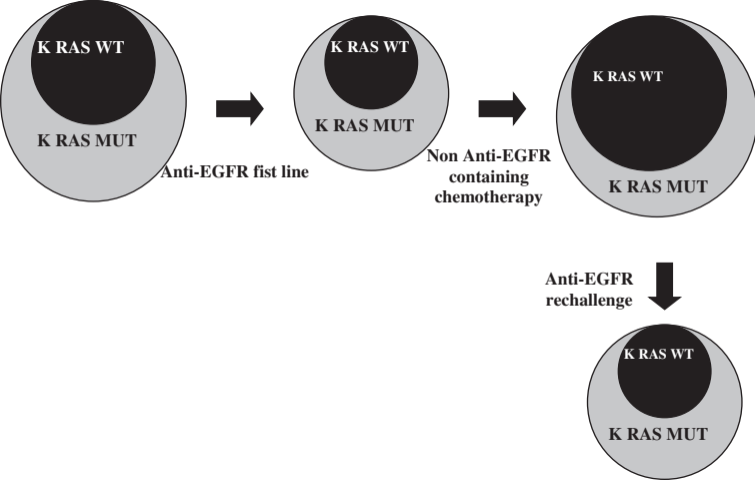 K RAS WT
K RAS MUT
Anti-EGFR fist line
K RAS WT
K RAS MUT
Non Anti-EGFR
containing
chemotherapy
K RAS WT
K RAS MUT
Anti-EGFR
rechallenge
K RAS WT
K RAS MUT